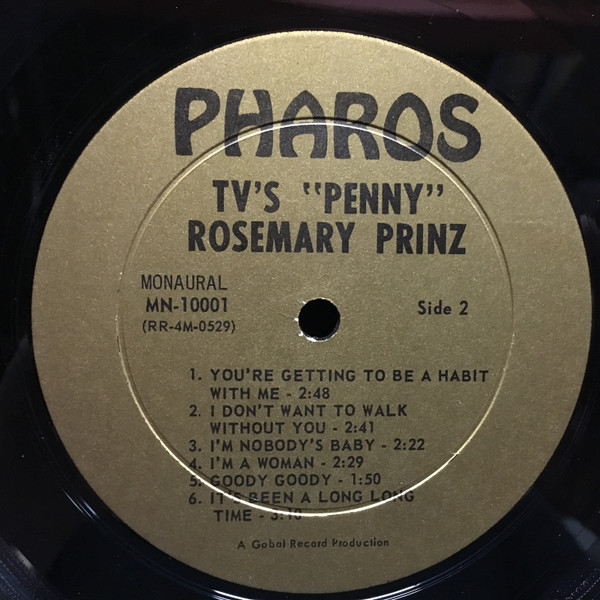 PHAROS
TV'S "PENNY"
ROSEMARY PRINZ
MONAURAL
MN-10001
(RR-4M-0529)
Side 2
1. YOU'RE GETTING TO BE A HABIT
WITH ME - 2:48
2. I DON'T WANT TO WALK
WITHOUT YOU - 2:41
3. I'M NOBODY'S BABY - 2:22
4. I'M A WOMAN - 2:29
5. GOODY GOODY - 1:50
6. IT'S BEEN A LONG LONG
TIME - 3:10
A Gobal Record Production